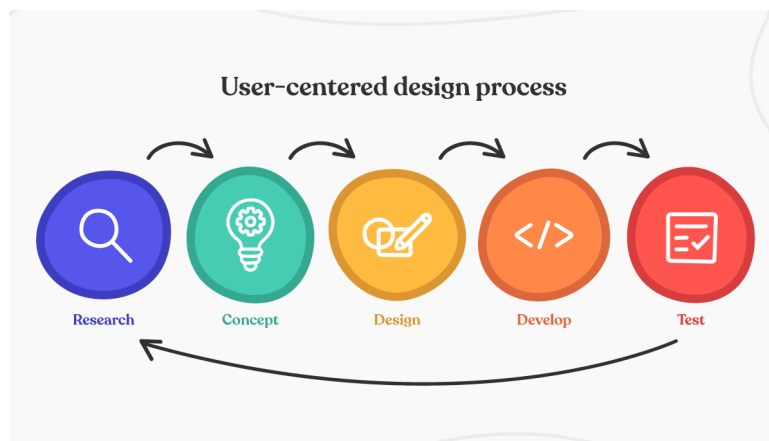 User-centered design process
Research
Concept
Design
Develop
Test